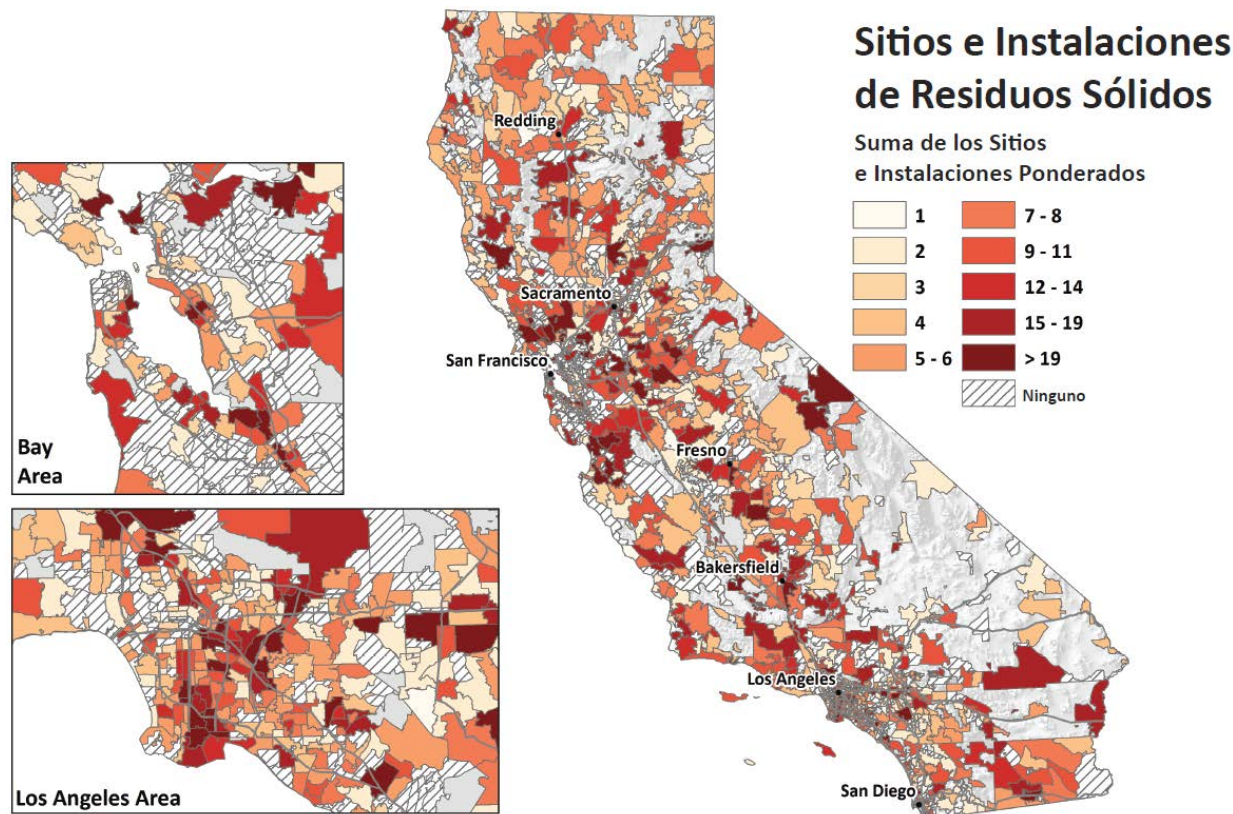 Sitios e Instalaciones
de Residuos Sólidos
Suma de los Sitios
e Instalaciones Ponderados
1
2
3
4
5 - 6
7 - 8
9 - 11
12 - 14
15 - 19
> 19
Ninguno
Redding
Sacramento
San Francisco
Fresno
Bakersfield
Los Angeles
San Diego
Bay
Area
Los Angeles Area